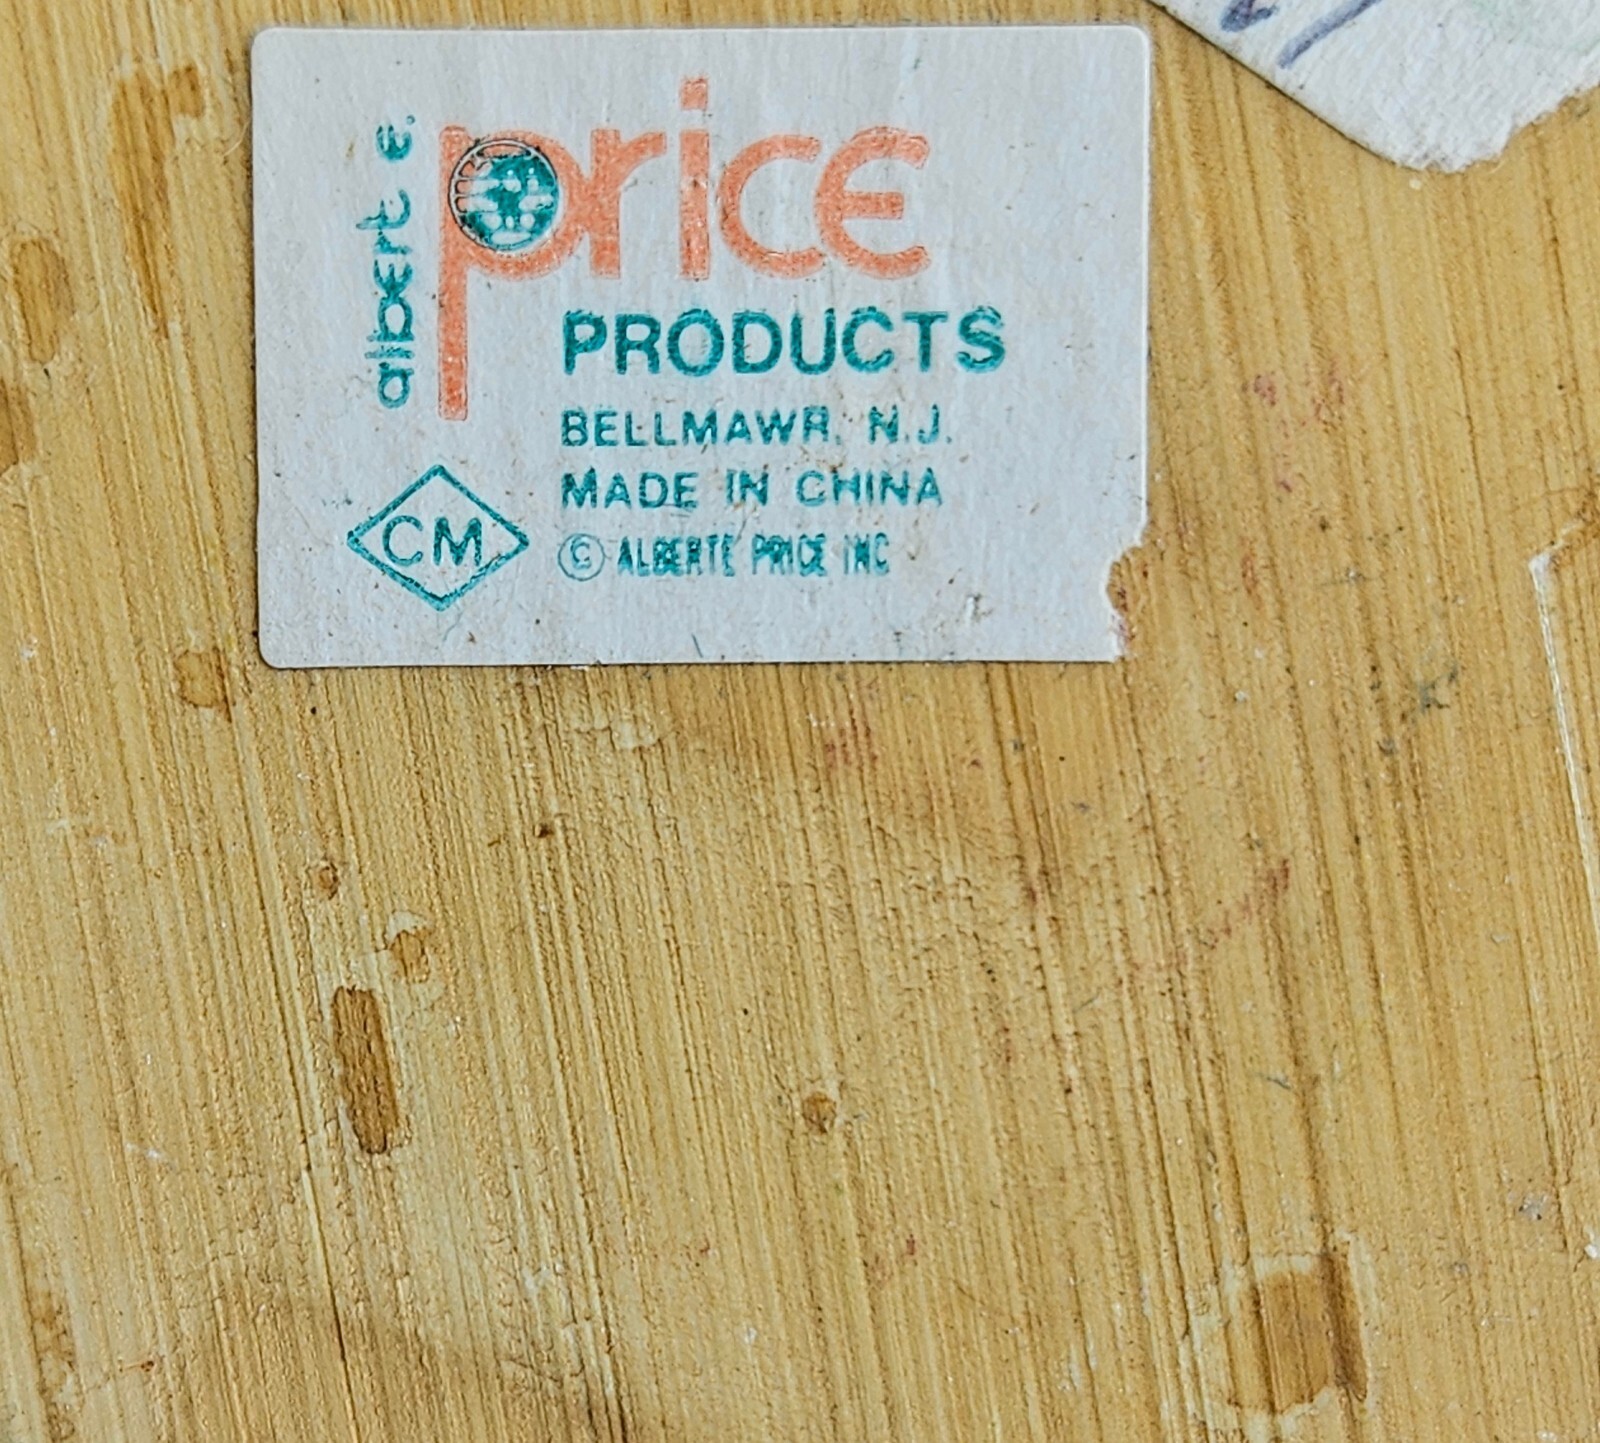 albert e.
price
PRODUCTS
BELLMAWR, N.J.
MADE IN CHINA
CM
© ALBERTE PRICE INC